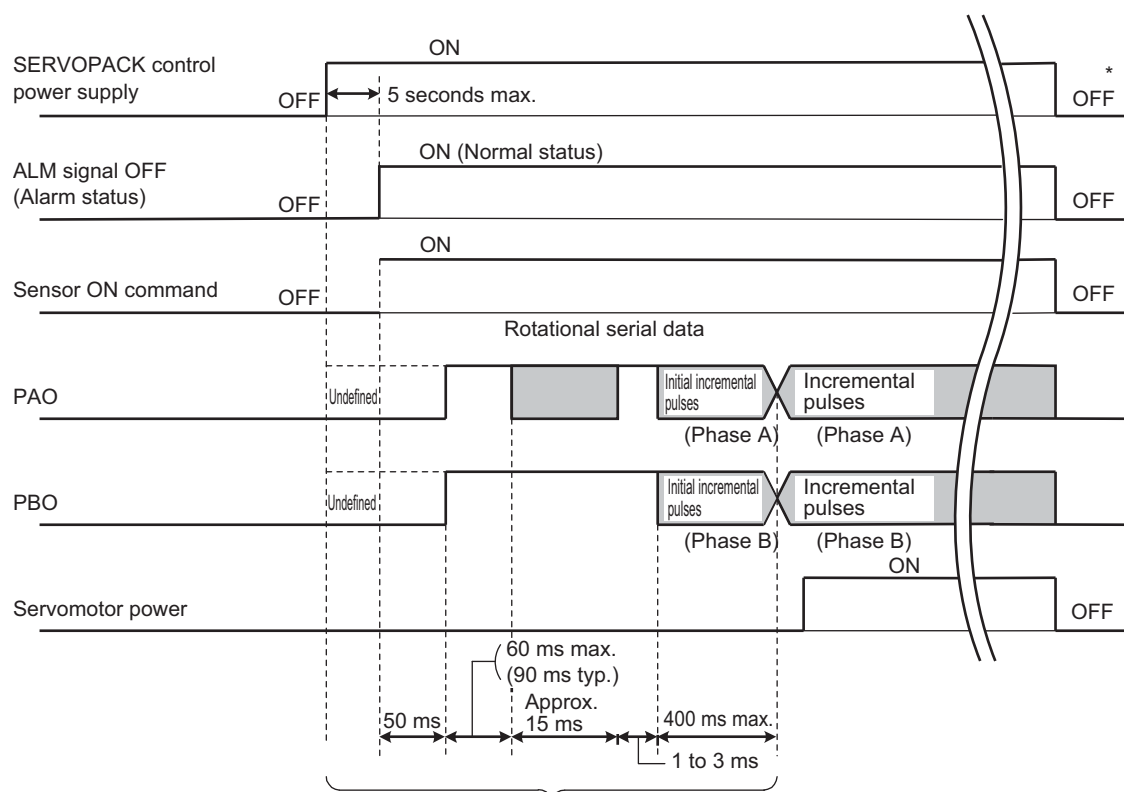 ON
SERVOPACK control
power supply
OFF
5 seconds max.
*
OFF
ALM signal OFF
(Alarm status)
ON (Normal status)
OFF
OFF
ON
Sensor ON command
OFF
OFF
Rotational serial data
PAO
Undefined
Initial incremental
pulses
Incremental
pulses
(Phase A)
(Phase A)
PBO
Undefined
Initial incremental
pulses
Incremental
pulses
(Phase B)
(Phase B)
ON
Servomotor power
OFF
60 ms max.
(90 ms typ.)
50 ms
Approx.
15 ms
400 ms max.
1 to 3 ms